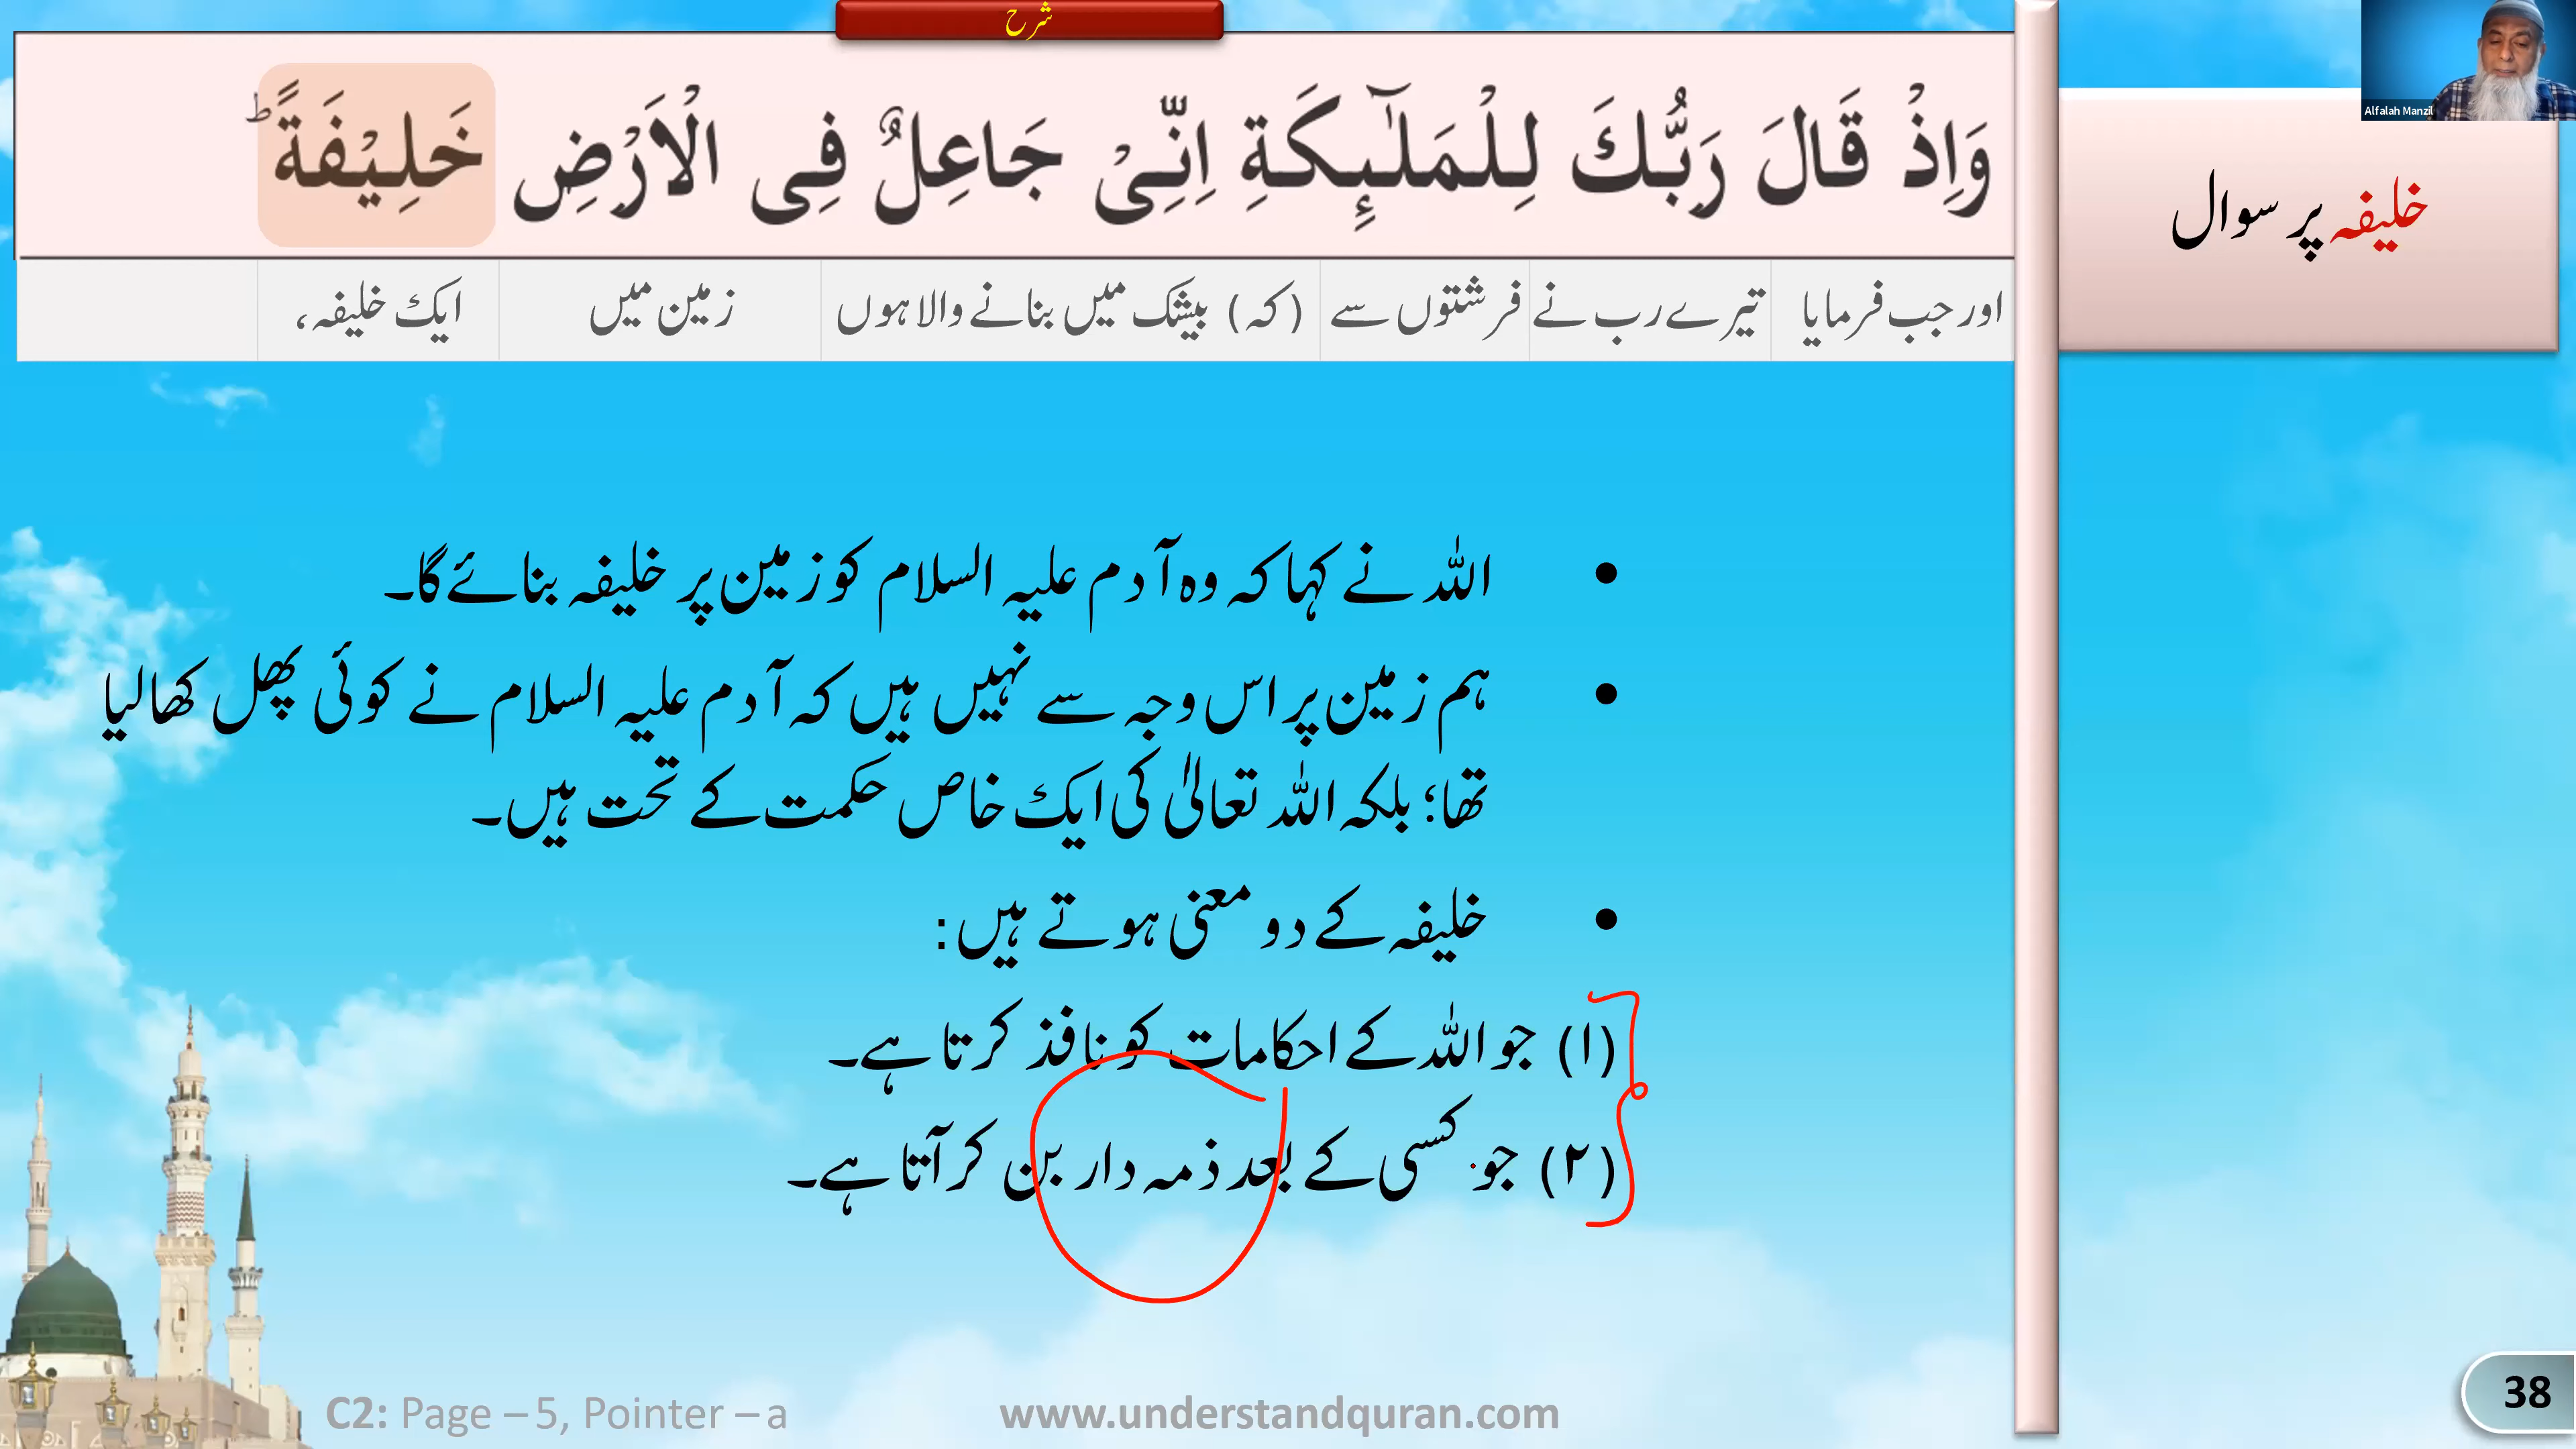 شرح
Alfalah Manzil
خلیفہ پر سوال
وَاِذْ قَالَ رَبُّكَ لِلْمَلٰٓىِٕكَةِ اِنِّیْ جَاعِلٌ فِی الْاَرْضِ خَلِیْفَةًؕ
اور جب فرمایا تیرے رب نے فرشتوں سے (کہ) بیشک میں بنانے والا ہوں زمین میں ایک خلیفہ،
• اللہ نے کہا کہ وہ آدم علیہ السلام کو زمین پر خلیفہ بنائے گا۔
• ہم زمین پر اس وجہ سے نہیں ہیں کہ آدم علیہ السلام نے کوئی پھل کھا لیا
تھا؛ بلکہ اللہ تعالیٰ کی ایک خاص حکمت کے تحت ہیں۔
• خلیفہ کے دو معنی ہوتے ہیں:
(۱) جو اللہ کے احکامات کو نافذ کرتا ہے۔
(۲) جو کسی کے بعد ذمہ دار بن کر آتا ہے۔
C2: Page – 5, Pointer – a
www.understandquran.com
38